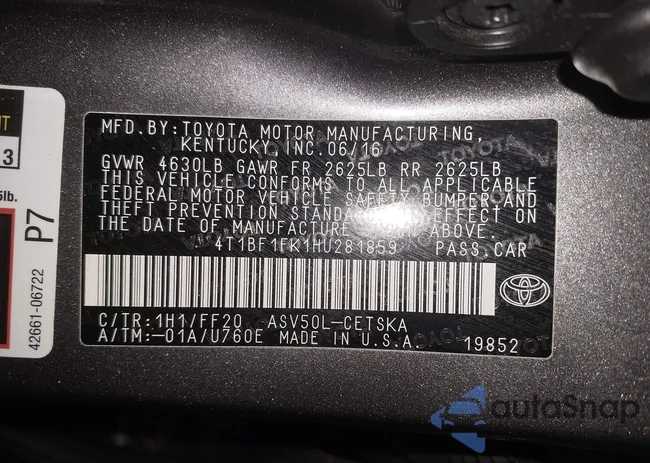 MFD.BY:TOYOTA MOTOR MANUFACTURING,
KENTUCKY INC.06/16
GVWR 4630LB GAWR FR 2625LB RR 2625LB
THIS VEHICLE CONFORMS TO ALL APPLICABLE
FEDERAL MOTOR VEHICLE SAFETY BUMPER,AND
THEFT PREVENTION STANDARDS IN EFFECT ON
THE DATE OF MANUFACTURE SHOWN ABOVE.
4T1BF1FK1HU281859 PASS.CAR
C/TR:1H1/FF20 ASV50L-CETSKA
A/TM:-01A/U760E MADE IN U.S.A. 19852
3
lb.
P7
42661-06722
autoSnap